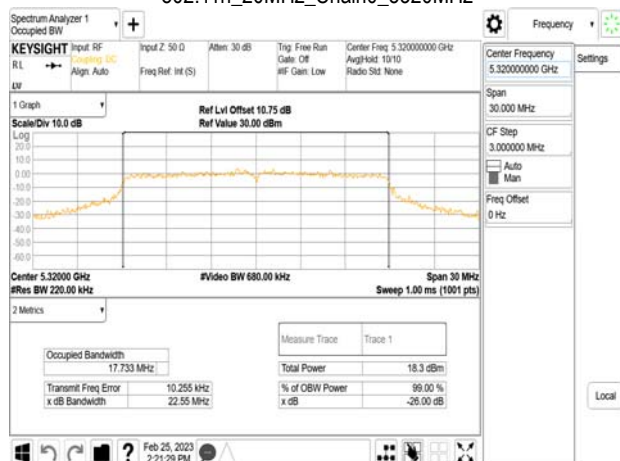 802.11n_20MHz_Chain0_5320MHz
Spectrum Analyzer 1
Occupied BW
+
Frequency
KEYSIGHT
RL
Input: RF
Coupling: DC
Align: Auto
Input Z: 50 Ω
Freq Ref: Int (S)
Atten: 30 dB
Trig: Free Run
Gate: Off
#IF Gain: Low
Center Freq: 5.320000000 GHz
Avg|Hold: 10/10
Radio Std: None
LW
Center Frequency
5.320000000 GHz
Settings
Span
30.000 MHz
CF Step
3.000000 MHz
Auto
Man
Freq Offset
0 Hz
Local
1 Graph
Scale/Div 10.0 dB
Ref Lvl Offset 10.75 dB
Ref Value 30.00 dBm
Log
20.0
10.0
0.00
-10.0
-20.0
-30.0
-40.0
-50.0
-60.0
Center 5.32000 GHz
#Res BW 220.00 kHz
#Video BW 680.00 kHz
Span 30 MHz
Sweep 1.00 ms (1001 pts)
2 Metrics
Measure Trace Trace 1
Occupied Bandwidth
17.733 MHz
Total Power 18.3 dBm
Transmit Freq Error 10.255 kHz
% of OBW Power 99.00 %
x dB Bandwidth 22.55 MHz
x dB -26.00 dB
?
Feb 25, 2023
2:21:29 PM